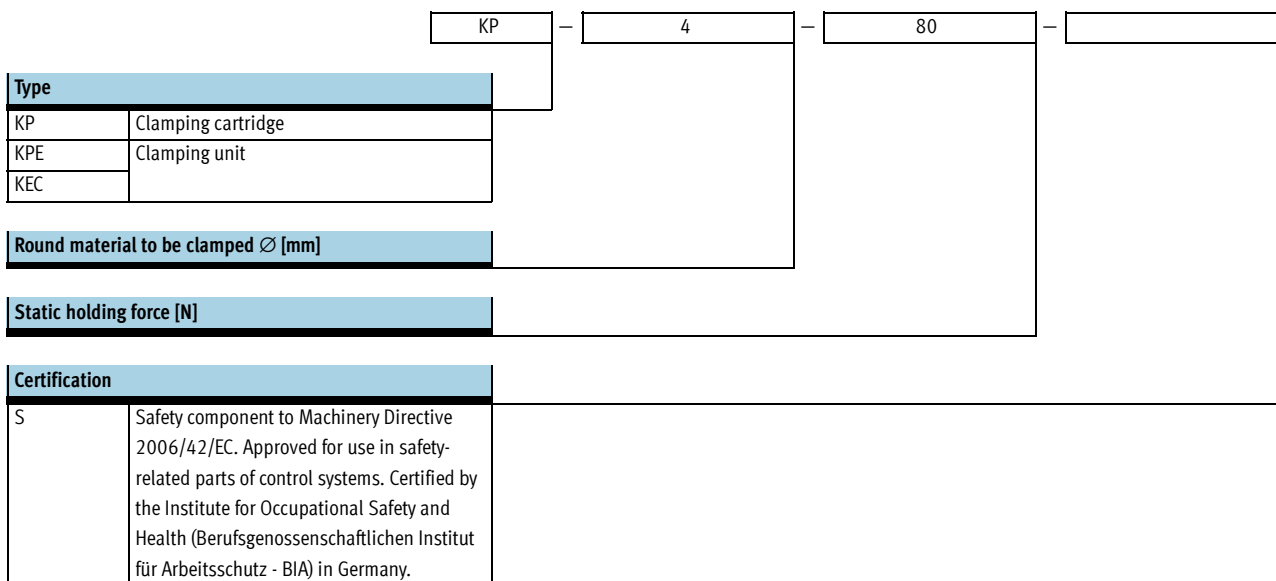 KP – 4 – 80 –
Type
KP Clamping cartridge
KPE Clamping unit
KEC
Round material to be clamped ∅ [mm]
Static holding force [N]
Certification
S Safety component to Machinery Directive
2006/42/EC. Approved for use in safety-
related parts of control systems. Certified by
the Institute for Occupational Safety and
Health (Berufsgenossenschaftlichen Institut
für Arbeitsschutz - BIA) in Germany.